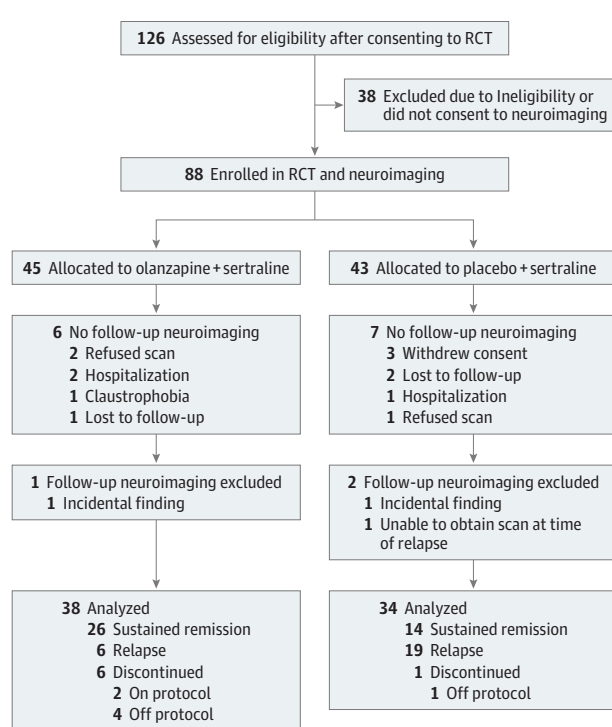 126 Assessed for eligibility after consenting to RCT
38 Excluded due to Ineligibility or
did not consent to neuroimaging
88 Enrolled in RCT and neuroimaging
45 Allocated to olanzapine + sertraline
6 No follow-up neuroimaging
2 Refused scan
2 Hospitalization
1 Claustrophobia
1 Lost to follow-up
1 Follow-up neuroimaging excluded
1 Incidental finding
38 Analyzed
26 Sustained remission
6 Relapse
6 Discontinued
2 On protocol
4 Off protocol
43 Allocated to placebo + sertraline
7 No follow-up neuroimaging
3 Withdrew consent
2 Lost to follow-up
1 Hospitalization
1 Refused scan
2 Follow-up neuroimaging excluded
1 Incidental finding
1 Unable to obtain scan at time
of relapse
34 Analyzed
14 Sustained remission
19 Relapse
1 Discontinued
1 Off protocol